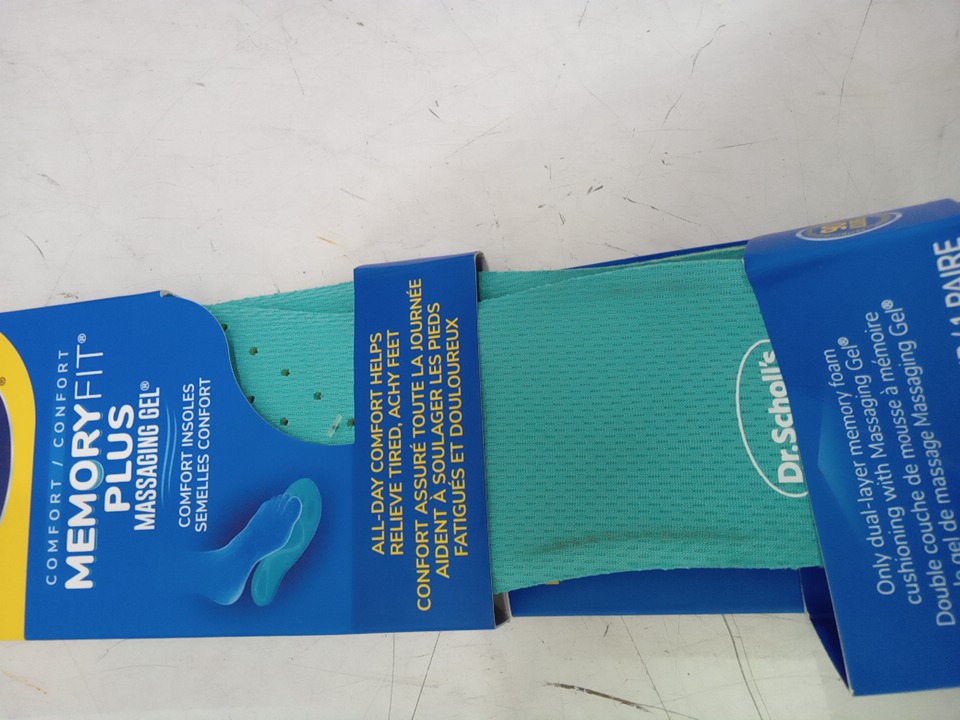 COMFORT / CONFORT
MEMORYFIT®
PLUS
MASSAGING GEL®
COMFORT INSOLES
SEMELLES CONFORT
ALL-DAY COMFORT HELPS
RELIEVE TIRED, ACHY FEET
CONFORT ASSURÉ TOUTE LA JOURNÉE
AIDENT À SOULAGER LES PIEDS
FATIGUÉS ET DOULOUREUX
Dr.Scholl's
Only dual-layer memory foam
cushioning with Massaging Gel®
Double couche de mousse à mémoire
le gel de massage Massaging Gel®
/ 1 PAIRE